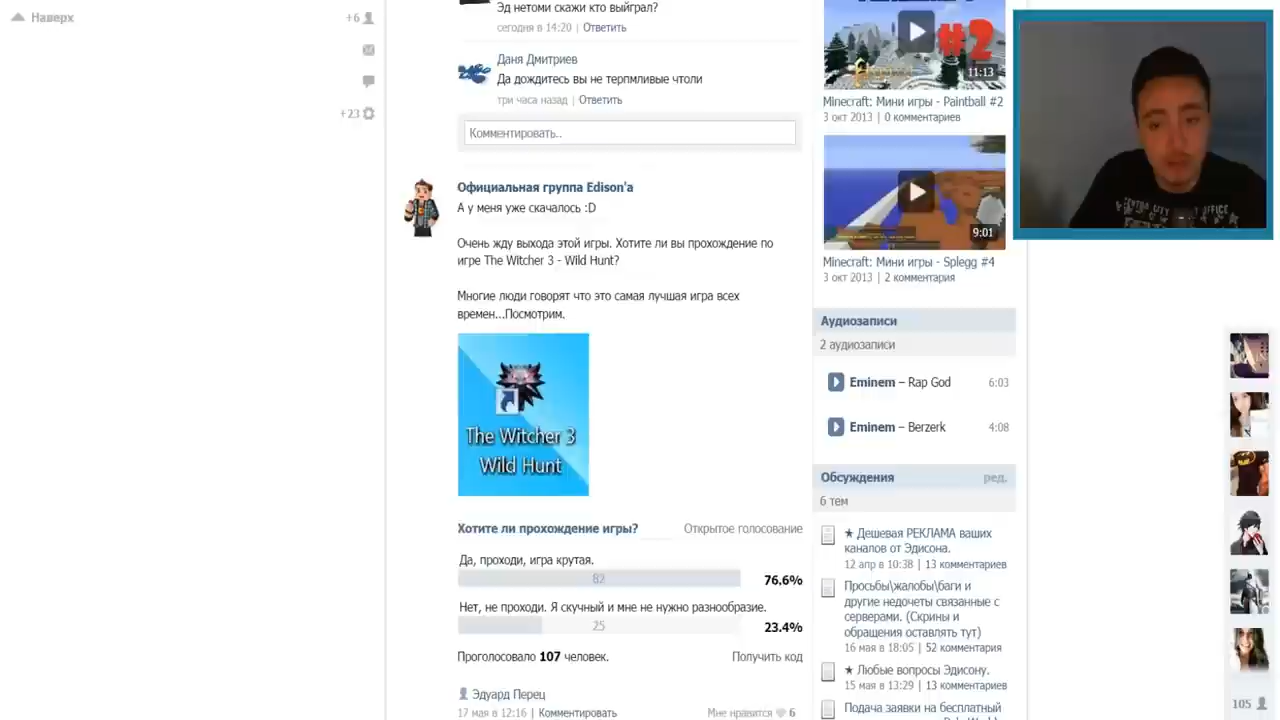 Наверх
+6
+23
Эд нетоми скажи кто выйграл?
сегодня в 14:20 | Ответить
Даня Дмитриев
Да дождитесь вы не терпмливые чтоли
три часа назад | Ответить
Комментировать..
Официальная группа Edison'a
А у меня уже скачалось :D
Очень жду выхода этой игры. Хотите ли вы прохождение по
игре The Witcher 3 - Wild Hunt?
Многие люди говорят что это самая лучшая игра всех
времен...Посмотрим.
The Witcher 3
Wild Hunt
Хотите ли прохождение игры?
Открытое голосование
Да, проходи, игра крутая.
82
76,6%
Нет, не проходи. Я скучный и мне не нужно разнообразие.
25
23.4%
Проголосовало 107 человек.
Получить код
Эдуард Перец
17 мая в 12:16 | Комментировать
Мне нравится 6
#2
11:13
Minecraft: Мини игры - Paintball #2
3 окт 2013 | 0 комментариев
9:01
Minecraft: Мини игры - Splegg #4
3 окт 2013 | 2 комментария
Аудиозаписи
2 аудиозаписи
Eminem – Rap God 6:03
Eminem – Berzerk 4:08
Обсуждения ред.
6 тем
★ Дешевая РЕКЛАМА ваших
каналов от Эдисона.
12 апр в 10:38 | 13 комментариев
Просьбы\жалобы\баги и
другие недочеты связанные с
серверами. (Скрины и
обращения оставлять тут)
16 мая в 18:05 | 52 комментария
★ Любые вопросы Эдисону.
15 мая в 13:29 | 13 комментариев
Подача заявки на бесплатный
105